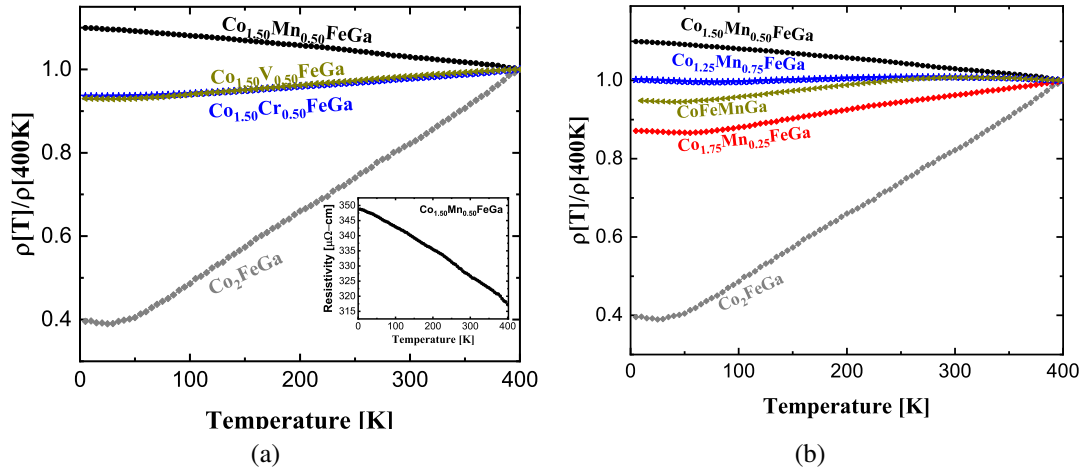 Co1.50Mn0.50FeGa
Co1.50V0.50FeGa
Co1.50Cr0.50FeGa
Co2FeGa
1.0
0.8
0.6
0.4
ρ[T]/ρ[400K]
0 100 200 300 400
Temperature [K]
Co1.50Mn0.50FeGa
350
345
340
335
330
325
320
315
Resistivity [μΩ–cm]
0 100 200 300 400
Temperature [K]
(a)
Co1.50Mn0.50FeGa
Co1.25Mn0.75FeGa
CoFeMnGa
Co1.75Mn0.25FeGa
Co2FeGa
1.0
0.8
0.6
0.4
ρ[T]/ρ[400K]
0 100 200 300 400
Temperature [K]
(b)